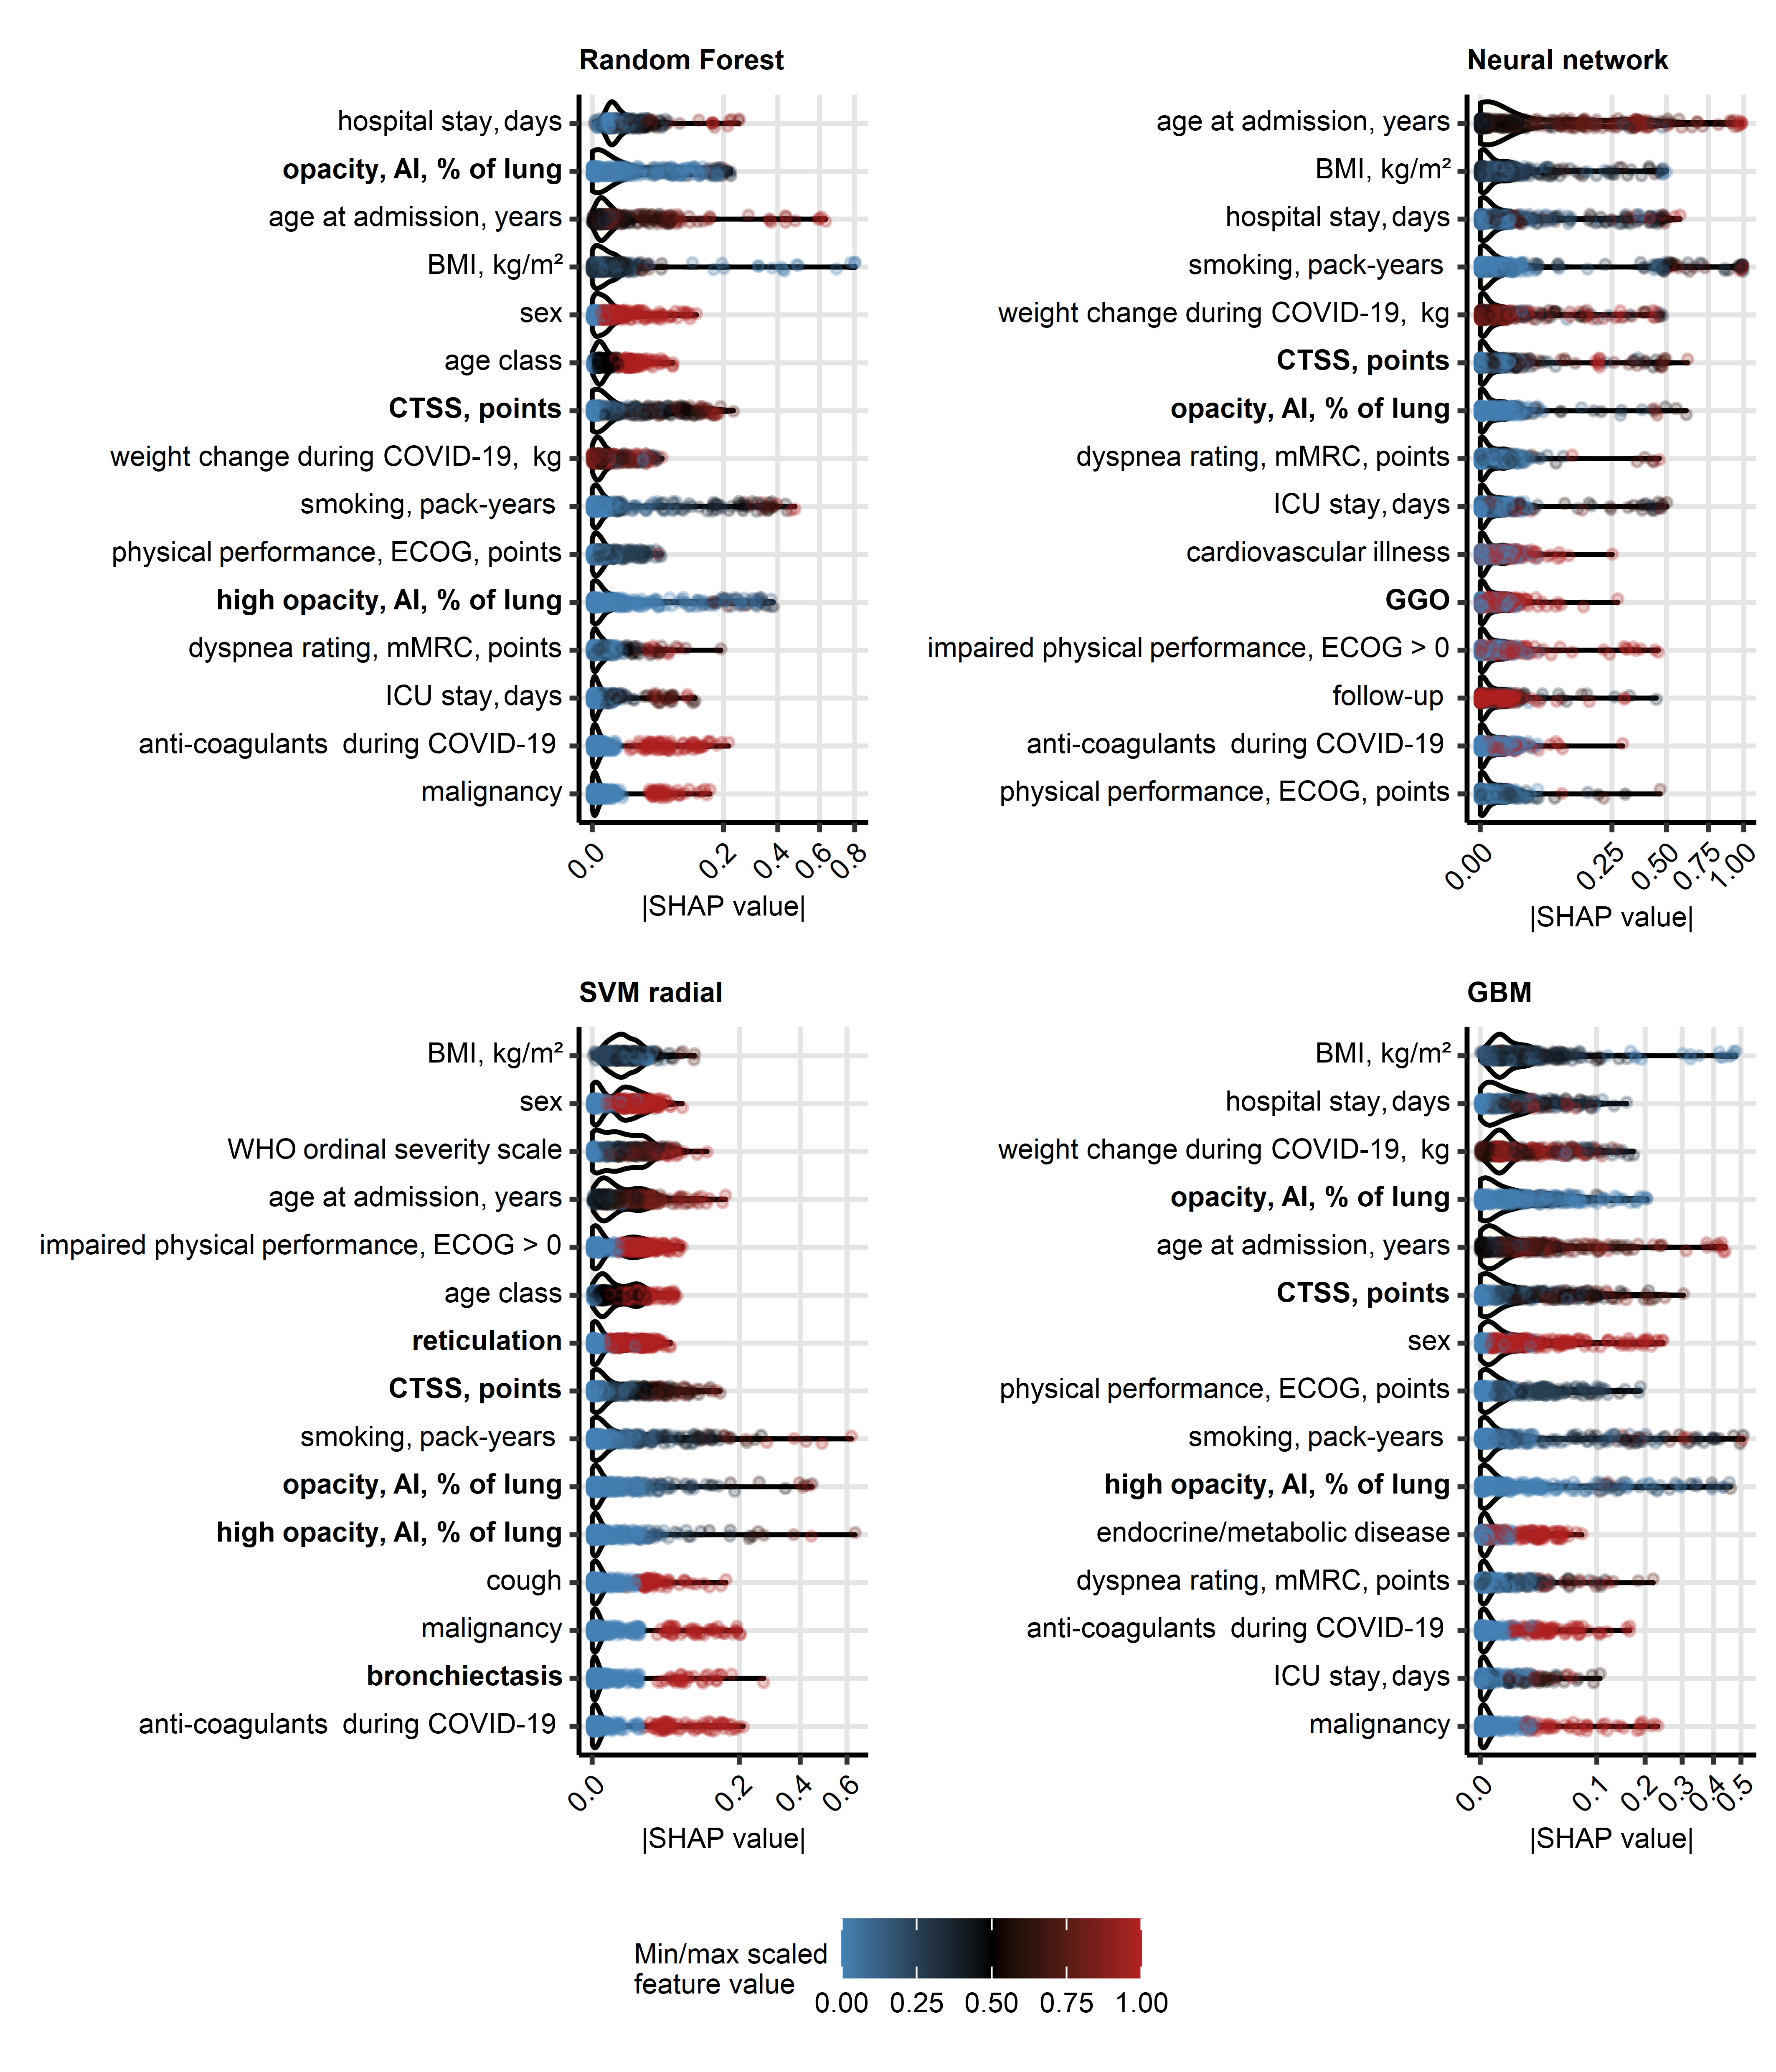 Random Forest
hospital stay, days
opacity, AI, % of lung
age at admission, years
BMI, kg/m²
sex
age class
CTSS, points
weight change during COVID-19, kg
smoking, pack-years
physical performance, ECOG, points
high opacity, AI, % of lung
dyspnea rating, mMRC, points
ICU stay, days
anti-coagulants during COVID-19
malignancy
0.0 0.2 0.4 0.6 0.8
|SHAP value|
Neural network
age at admission, years
BMI, kg/m²
hospital stay, days
smoking, pack-years
weight change during COVID-19, kg
CTSS, points
opacity, AI, % of lung
dyspnea rating, mMRC, points
ICU stay, days
cardiovascular illness
GGO
impaired physical performance, ECOG > 0
follow-up
anti-coagulants during COVID-19
physical performance, ECOG, points
0.00 0.25 0.50 0.75 1.00
|SHAP value|
SVM radial
BMI, kg/m²
sex
WHO ordinal severity scale
age at admission, years
impaired physical performance, ECOG > 0
age class
reticulation
CTSS, points
smoking, pack-years
opacity, AI, % of lung
high opacity, AI, % of lung
cough
malignancy
bronchiectasis
anti-coagulants during COVID-19
0.0 0.2 0.4 0.6
|SHAP value|
GBM
BMI, kg/m²
hospital stay, days
weight change during COVID-19, kg
opacity, AI, % of lung
age at admission, years
CTSS, points
sex
physical performance, ECOG, points
smoking, pack-years
high opacity, AI, % of lung
endocrine/metabolic disease
dyspnea rating, mMRC, points
anti-coagulants during COVID-19
ICU stay, days
malignancy
0.0 0.1 0.2 0.3 0.4 0.5
|SHAP value|
Min/max scaled
feature value
0.00 0.25 0.50 0.75 1.00